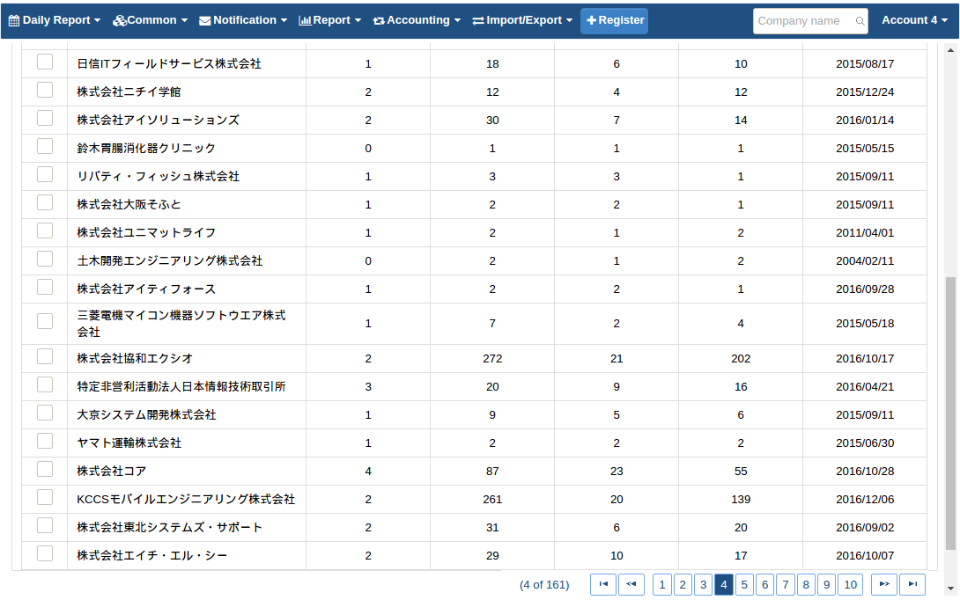 Daily Report Common Notification Report Accounting Import/Export Register Company name Account 4
日信ITフィールドサービス株式会社 1 18 6 10 2015/08/17
株式会社ニチイ学館 2 12 4 12 2015/12/24
株式会社アイソリューションズ 2 30 7 14 2016/01/14
鈴木胃腸消化器クリニック 0 1 1 1 2015/05/15
リバティ・フィッシュ株式会社 1 3 3 1 2015/09/11
株式会社大阪そふと 1 2 2 1 2015/09/11
株式会社ユニマットライフ 1 2 1 2 2011/04/01
土木開発エンジニアリング株式会社 0 2 1 2 2004/02/11
株式会社アイティフォース 1 2 2 1 2016/09/28
三菱電機マイコン機器ソフトウエア株式
会社 1 7 2 4 2015/05/18
株式会社協和エクシオ 2 272 21 202 2016/10/17
特定非営利活動法人日本情報技術取引所 3 20 9 16 2016/04/21
大京システム開発株式会社 1 9 5 6 2015/09/11
ヤマト運輸株式会社 1 2 2 2 2015/06/30
株式会社コア 4 87 23 55 2016/10/28
KCCSモバイルエンジニアリング株式会社 2 261 20 139 2016/12/06
株式会社東北システムズ・サポート 2 31 6 20 2016/09/02
株式会社エイチ・エル・シー 2 29 10 17 2016/10/07
(4 of 161) 1 2 3 4 5 6 7 8 9 10